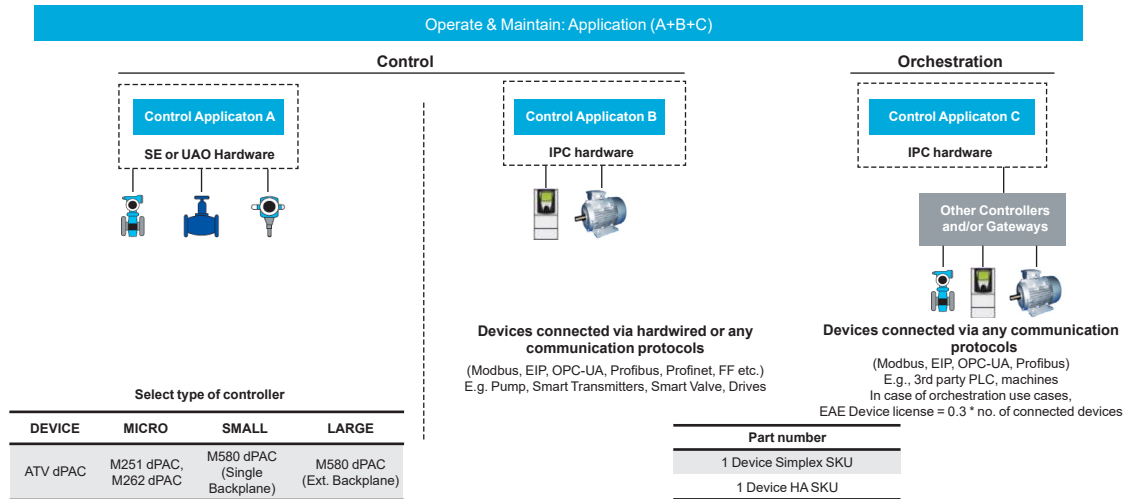 Operate & Maintain: Application (A+B+C)
Control
Orchestration
Control Applicaton A
SE or UAO Hardware
Control Applicaton B
IPC hardware
Control Applicaton C
IPC hardware
Other Controllers
and/or Gateways
Devices connected via hardwired or any
communication protocols
(Modbus, EIP, OPC-UA, Profibus, Profinet, FF etc.)
E.g. Pump, Smart Transmitters, Smart Valve, Drives
Devices connected via any communication
protocols
(Modbus, EIP, OPC-UA, Profibus)
E.g., 3rd party PLC, machines
In case of orchestration use cases,
EAE Device license = 0.3 * no. of connected devices
Select type of controller
DEVICE MICRO SMALL LARGE
ATV dPAC
M251 dPAC,
M262 dPAC
M580 dPAC
(Single
Backplane)
M580 dPAC
(Ext. Backplane)
Part number
1 Device Simplex SKU
1 Device HA SKU